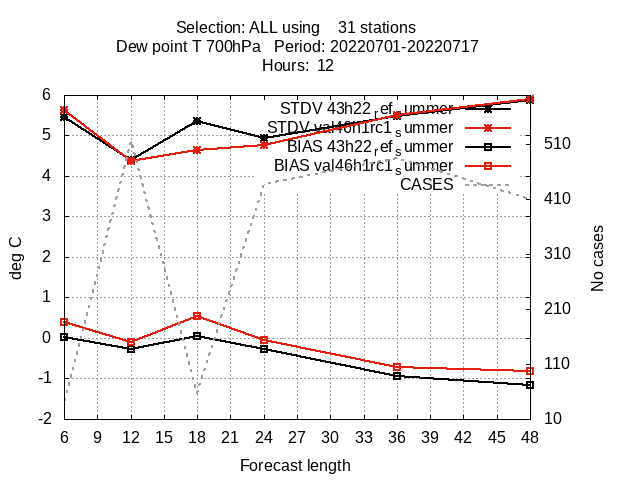 Selection: ALL using 31 stations
Dew point T 700hPa Period: 20220701-20220717
Hours: 12
STDV 43h22_ref_summer
STDV val46h1rc1_summer
BIAS 43h22_ref_summer
BIAS val46h1rc1_summer
CASES
6
5
4
3
2
1
0
-1
-2
deg C
510
410
310
210
110
10
No cases
6 9 12 15 18 21 24 27 30 33 36 39 42 45 48
Forecast length